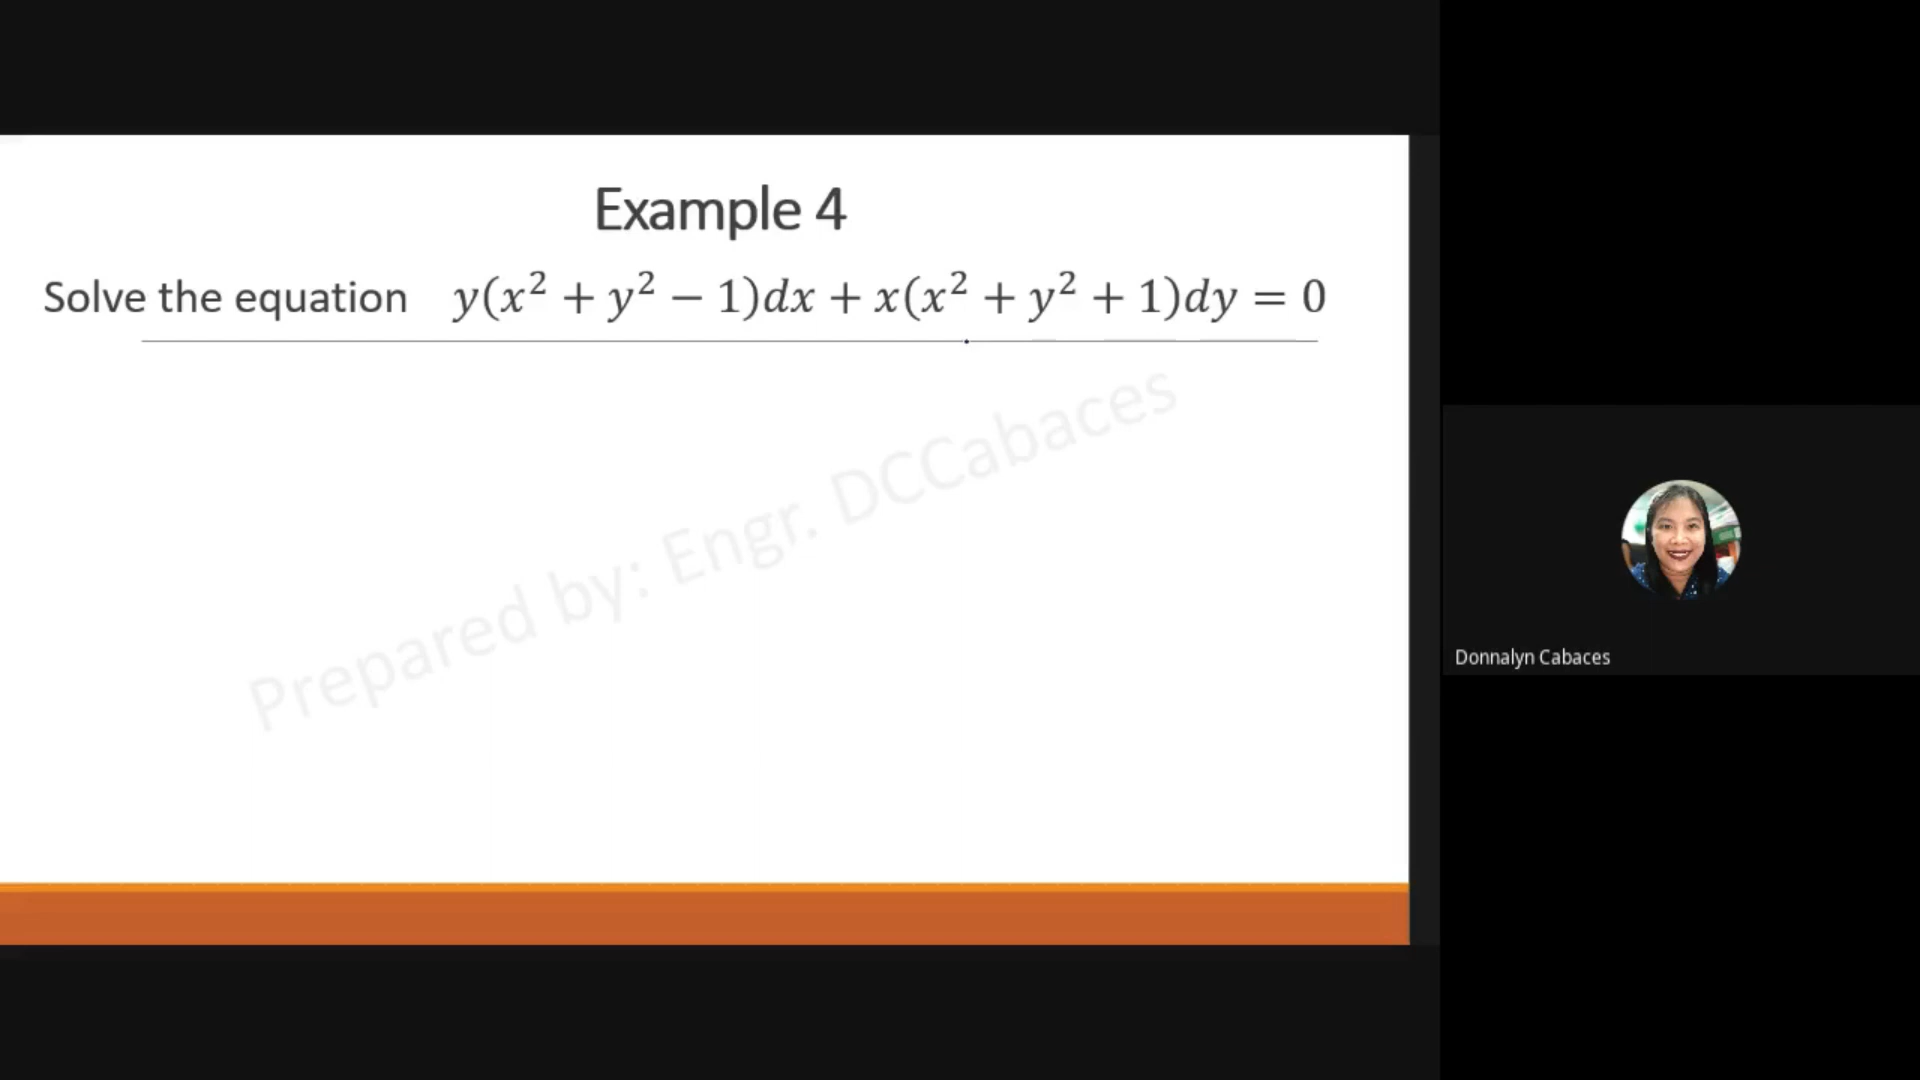 Example 4
Solve the equation y(x² + y² − 1)dx + x(x² + y² + 1)dy = 0
Prepared by: Engr. DCCabaces
Donnalyn Cabaces